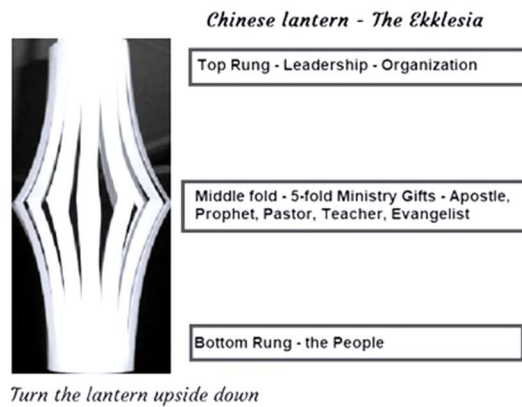 Chinese lantern - The Ekklesia
Top Rung - Leadership - Organization
Middle fold - 5-fold Ministry Gifts - Apostle,
Prophet, Pastor, Teacher, Evangelist
Bottom Rung - the People
Turn the lantern upside down